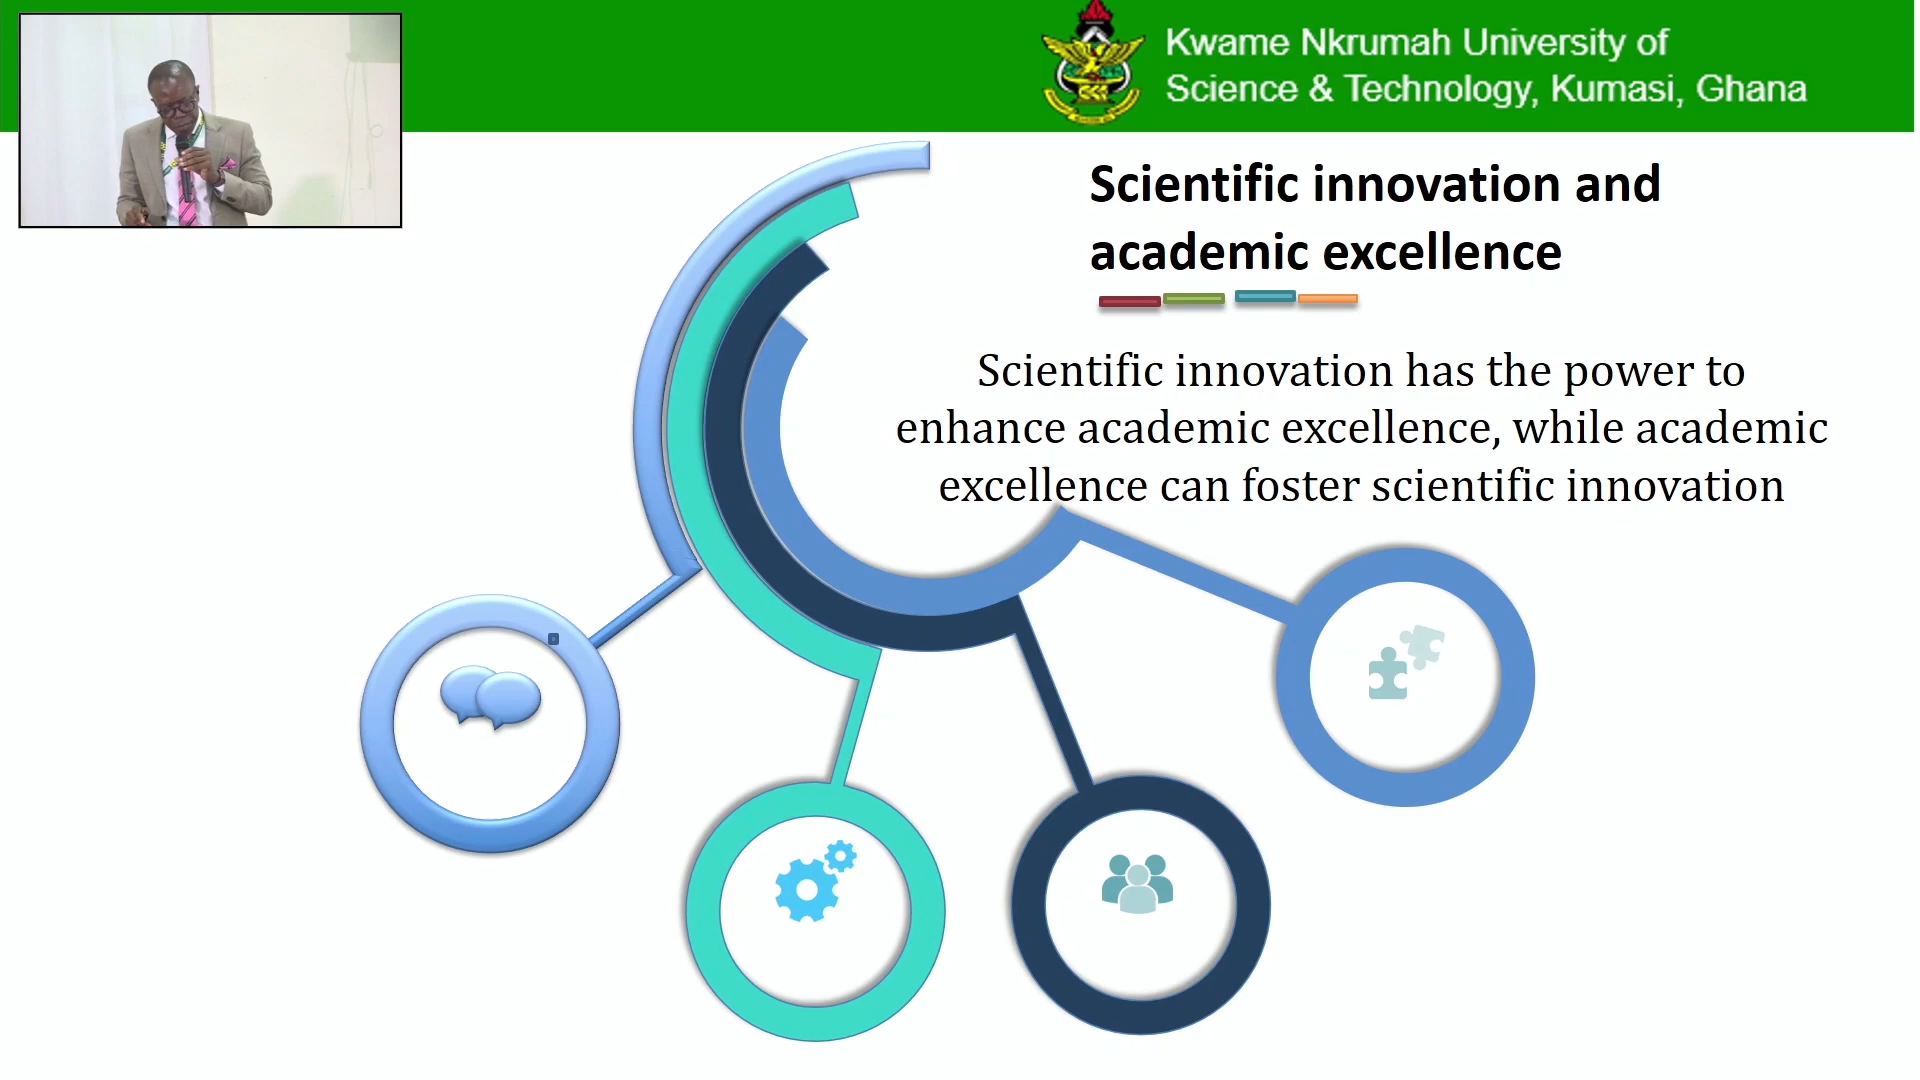 Kwame Nkrumah University of
Science & Technology, Kumasi, Ghana
Scientific innovation and
academic excellence
Scientific innovation has the power to
enhance academic excellence, while academic
excellence can foster scientific innovation